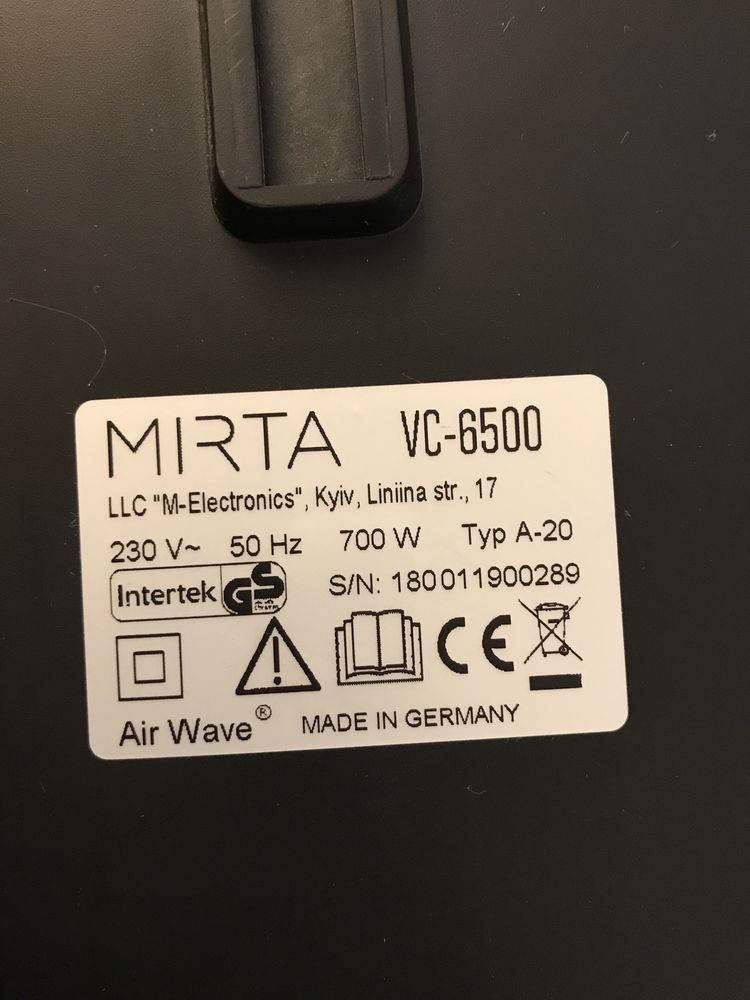 MIRTA VC-6500
LLC "M-Electronics", Kyiv, Liniina str., 17
230 V~ 50 Hz 700 W Typ A-20
Intertek GS S/N: 180011900289
CE
Air Wave® MADE IN GERMANY